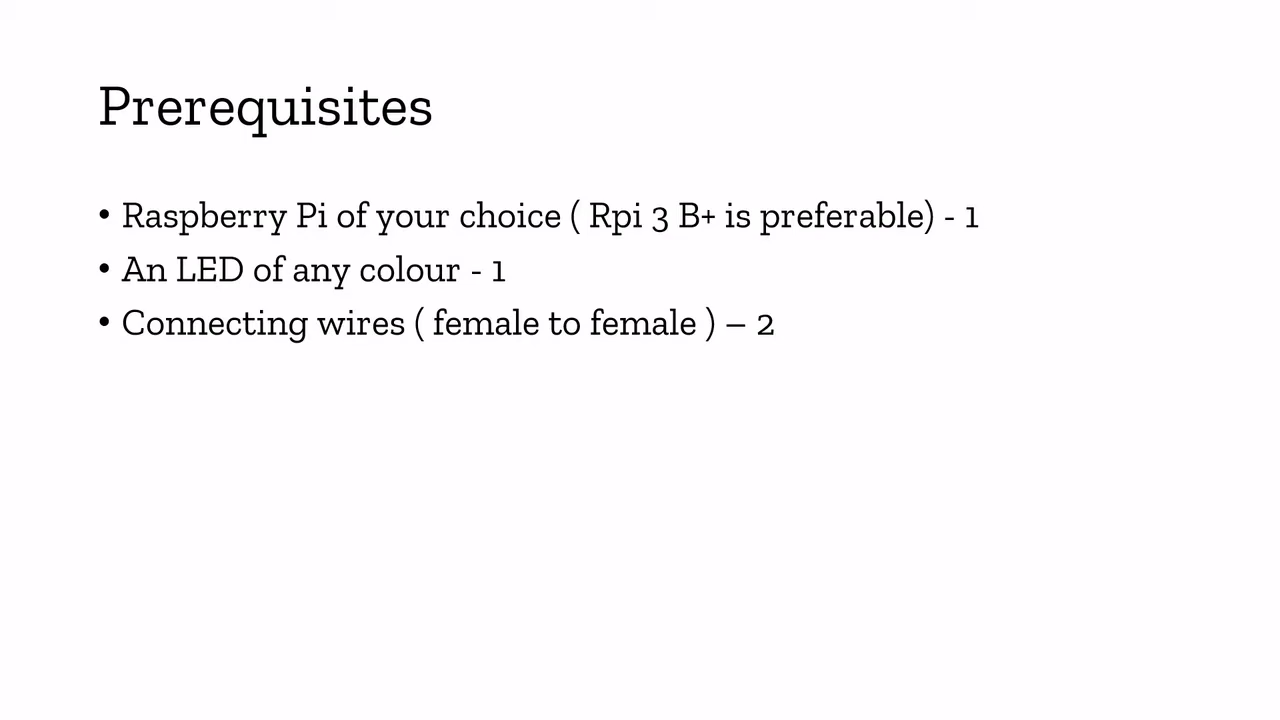 Prerequisites
• Raspberry Pi of your choice ( Rpi 3 B+ is preferable) - 1
• An LED of any colour - 1
• Connecting wires ( female to female ) – 2